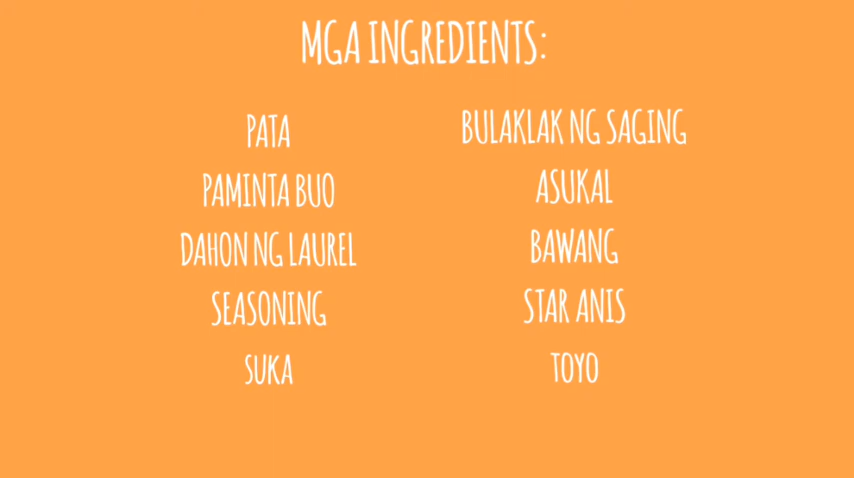 MGA INGREDIENTS:
PATA
PAMINTA BUO
DAHON NG LAUREL
SEASONING
SUKA
BULAKLAK NG SAGING
ASUKAL
BAWANG
STAR ANIS
TOYO